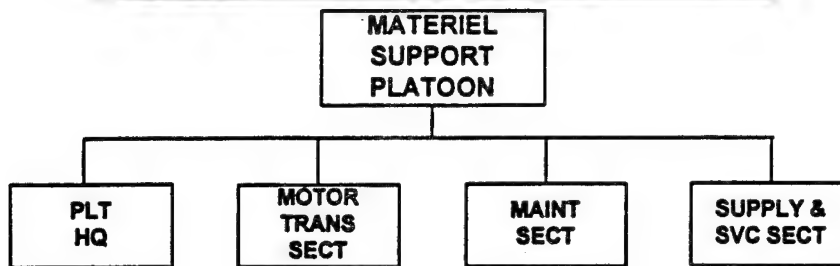 MATERIEL
SUPPORT
PLATOON
PLT
HQ
MOTOR
TRANS
SECT
MAINT
SECT
SUPPLY &
SVC SECT